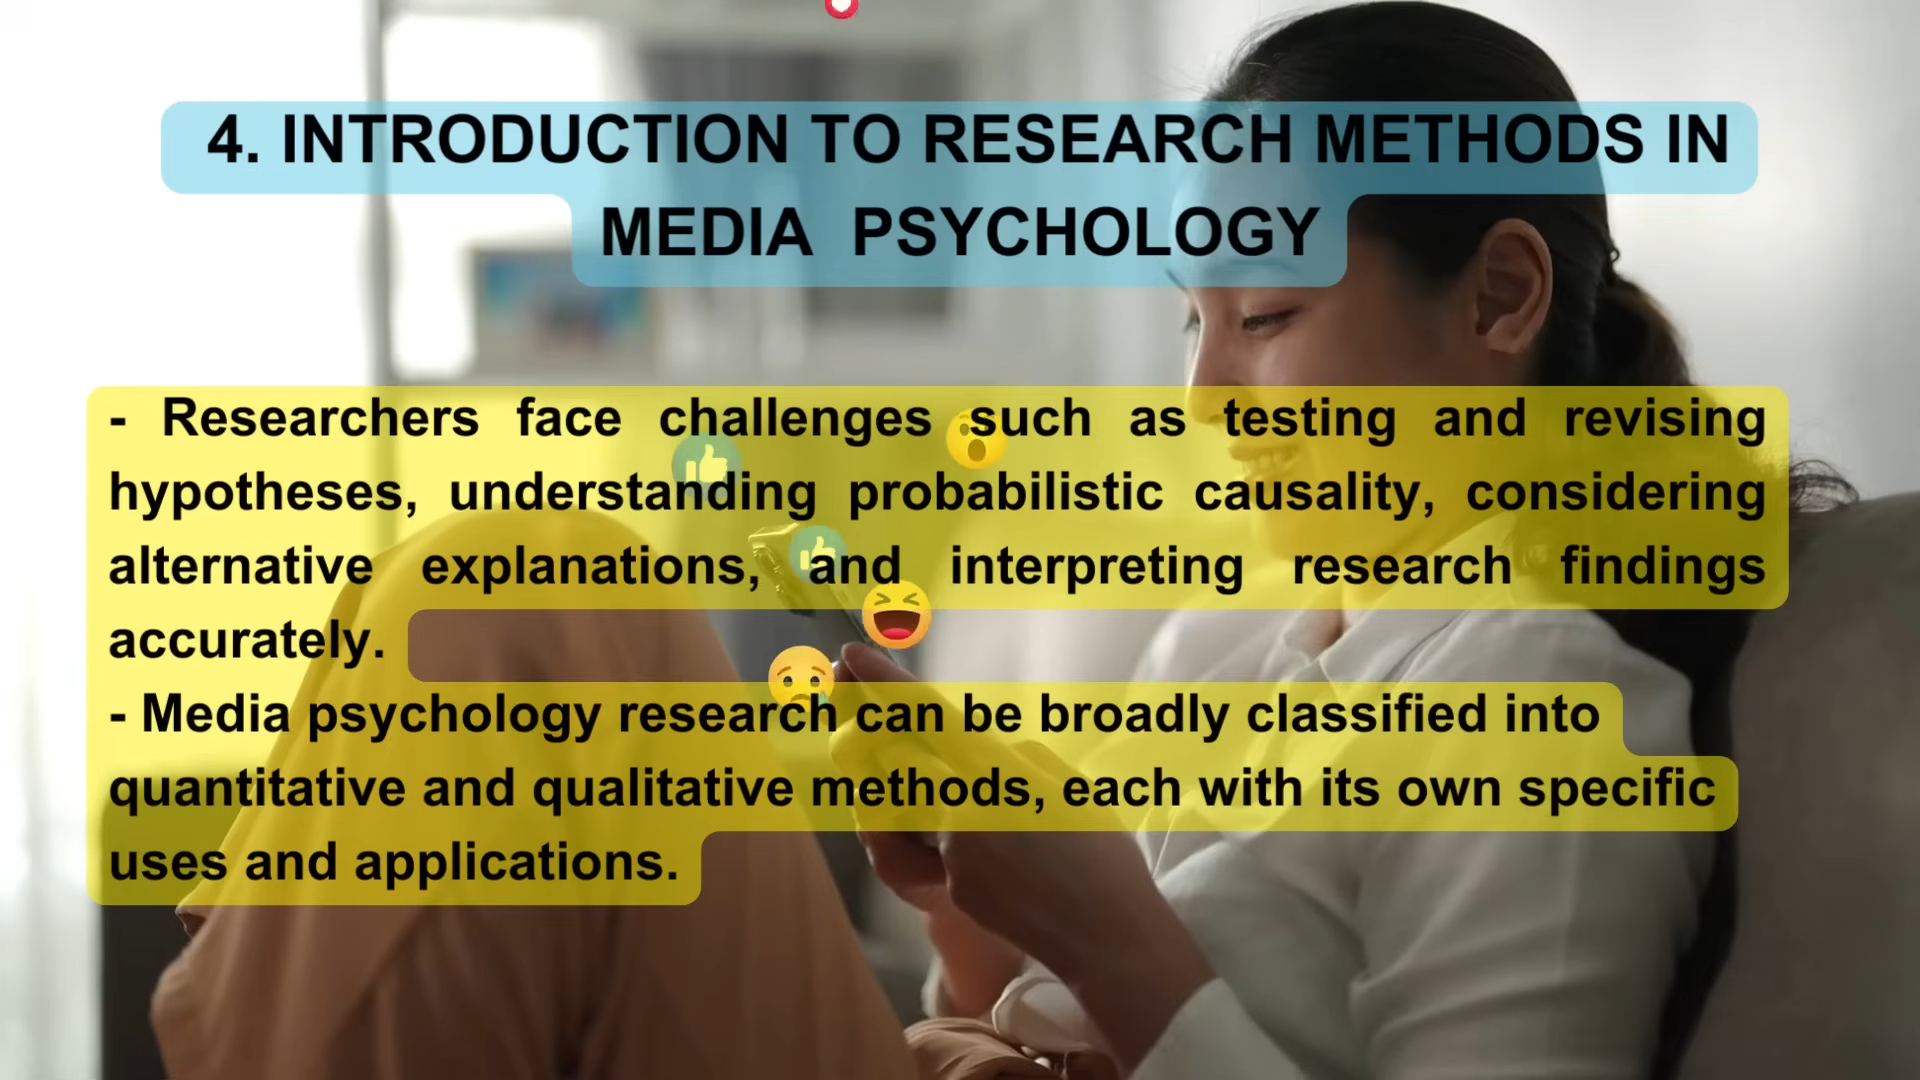 4. INTRODUCTION TO RESEARCH METHODS IN
MEDIA PSYCHOLOGY
- Researchers face challenges such as testing and revising
hypotheses, understanding probabilistic causality, considering
alternative explanations, and interpreting research findings
accurately.
- Media psychology research can be broadly classified into
quantitative and qualitative methods, each with its own specific
uses and applications.